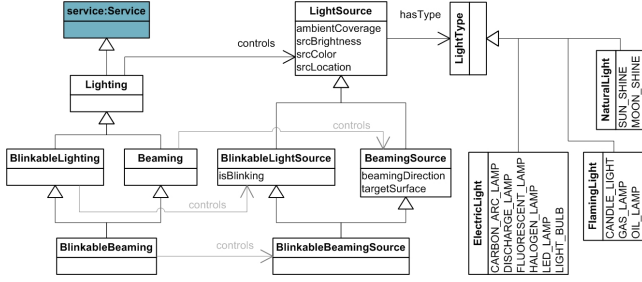 service:Service
LightSource
hasType
LightType
ambientCoverage
srcBrightness
srcColor
srcLocation
controls
Lighting
NaturalLight
SUN_SHINE
MOON_SHINE
controls
BlinkableLighting
Beaming
BlinkableLightSource
isBlinking
BeamingSource
beamingDirection
targetSurface
controls
BlinkableBeaming
controls
BlinkableBeamingSource
ElectricLight
CARBON_ARC_LAMP
DISCHARGE_LAMP
FLUORESCENT_LAMP
HALOGEN_LAMP
LED_LAMP
LIGHT_BULB
FlamingLight
CANDLE_LIGHT
GAS_LAMP
OIL_LAMP